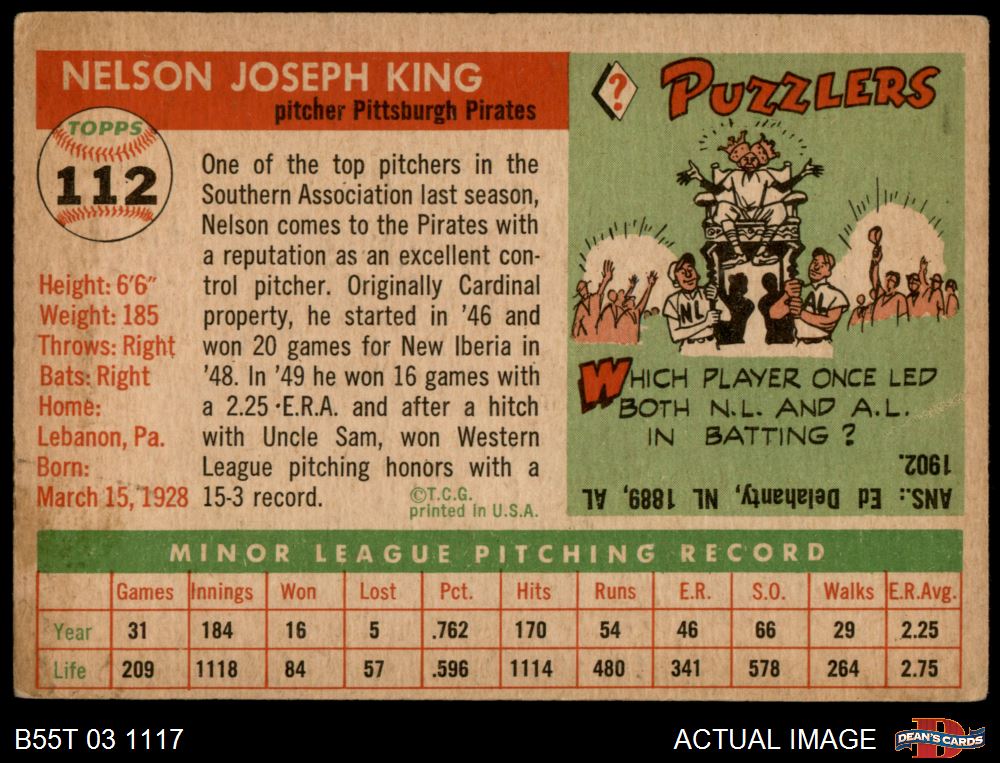 NELSON JOSEPH KING
pitcher Pittsburgh Pirates
TOPPS
112
Height: 6'6"
Weight: 185
Throws: Right
Bats: Right
Home:
Lebanon, Pa.
Born:
March 15, 1928
One of the top pitchers in the
Southern Association last season,
Nelson comes to the Pirates with
a reputation as an excellent con-
trol pitcher. Originally Cardinal
property, he started in '46 and
won 20 games for New Iberia in
'48. In '49 he won 16 games with
a 2.25 E.R.A. and after a hitch
with Uncle Sam, won Western
League pitching honors with a
15-3 record.
©T.C.G.
printed in U.S.A.
?
PUZZLERS
NL
AL
WHICH PLAYER ONCE LED
BOTH N.L. AND A.L.
IN BATTING ?
ANS.: Ed Delahanty, NL 1889, AL
1902.
MINOR LEAGUE PITCHING RECORD
Games Innings Won Lost Pct. Hits Runs E.R. S.O. Walks E.R.Avg.
Year 31 184 16 5 .762 170 54 46 66 29 2.25
Life 209 1118 84 57 .596 1114 480 341 578 264 2.75
B55T 03 1117
ACTUAL IMAGE
DEAN'S CARDS